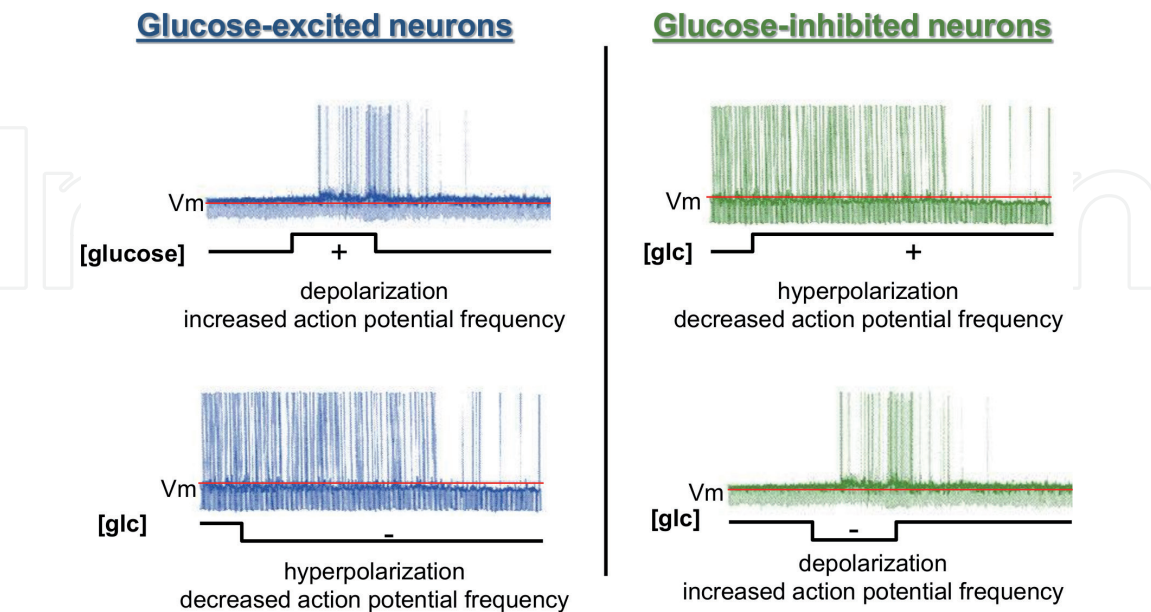 Glucose-excited neurons
Vm
[glucose]
+
depolarization
increased action potential frequency
Vm
[glc]
-
hyperpolarization
decreased action potential frequency
Glucose-inhibited neurons
Vm
[glc]
+
hyperpolarization
decreased action potential frequency
Vm
[glc]
-
depolarization
increased action potential frequency